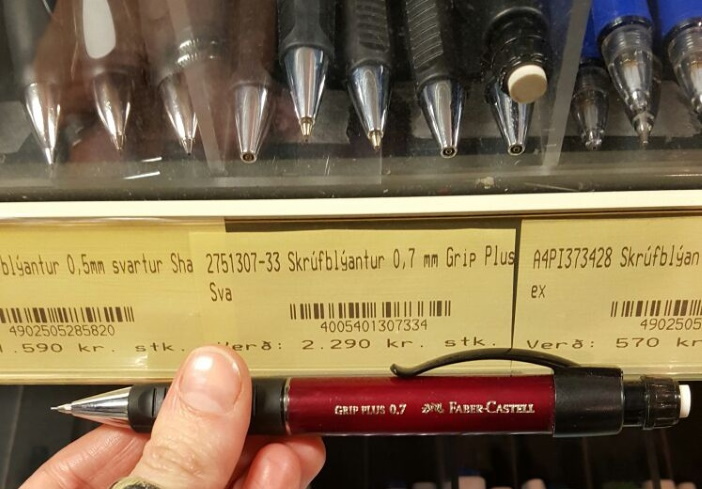 blýantur 0,5mm svartur Sha
4902505285820
.590 kr. stk.
2751307-33 Skrúfblýantur 0,7 mm Grip Plus
Sva
4005401307334
Verð: 2.290 kr. stk.
A4PI373428 Skrúfblýan
ex
4902505
Verð: 570 kr
GRIP PLUS 0.7 FABER-CASTELL